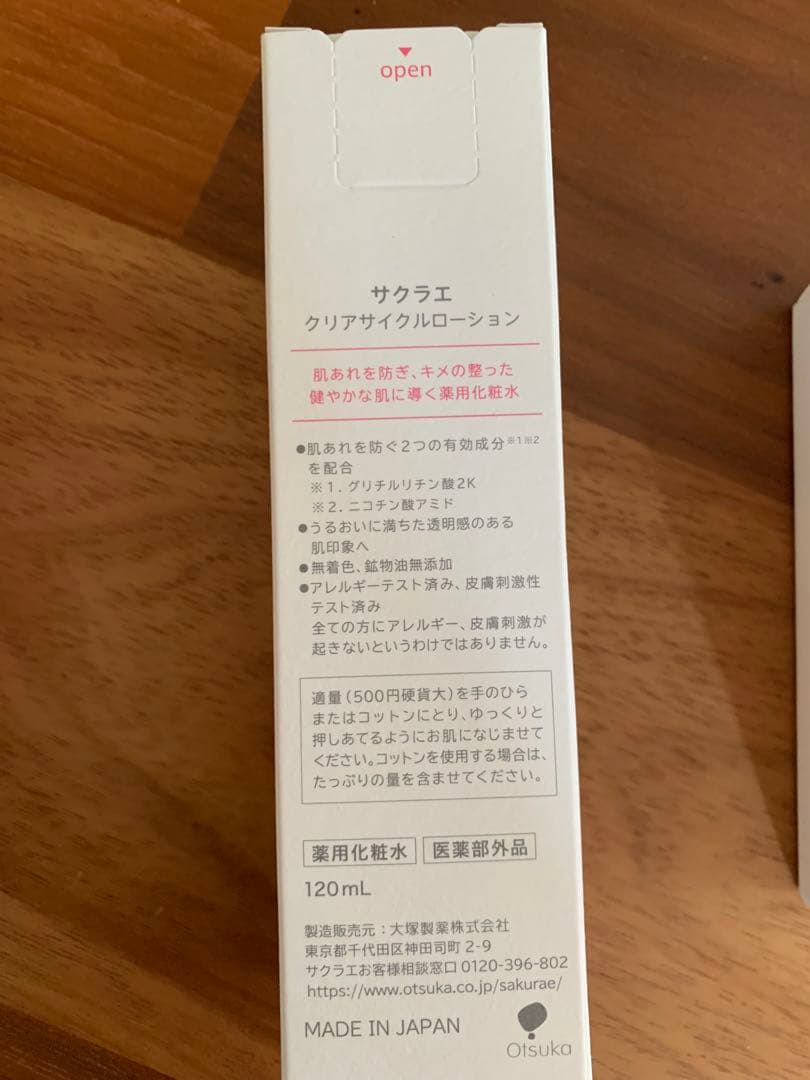 open
サクラエ
クリアサイクルローション
肌あれを防ぎ、キメの整った
健やかな肌に導く薬用化粧水
●肌あれを防ぐ2つの有効成分※1※2
を配合
※1. グリチルリチン酸2K
※2. ニコチン酸アミド
●うるおいに満ちた透明感のある
肌印象へ
●無着色、鉱物油無添加
●アレルギーテスト済み、皮膚刺激性
テスト済み
全ての方にアレルギー、皮膚刺激が
起きないというわけではありません。
適量(500円硬貨大)を手のひら
またはコットンにとり、ゆっくりと
押しあてるようにお肌になじませて
ください。コットンを使用する場合は、
たっぷりの量を含ませてください。
薬用化粧水 医薬部外品
120mL
製造販売元:大塚製薬株式会社
東京都千代田区神田司町 2-9
サクラエお客様相談窓口 0120-396-802
https://www.otsuka.co.jp/sakurae/
MADE IN JAPAN
Otsuka